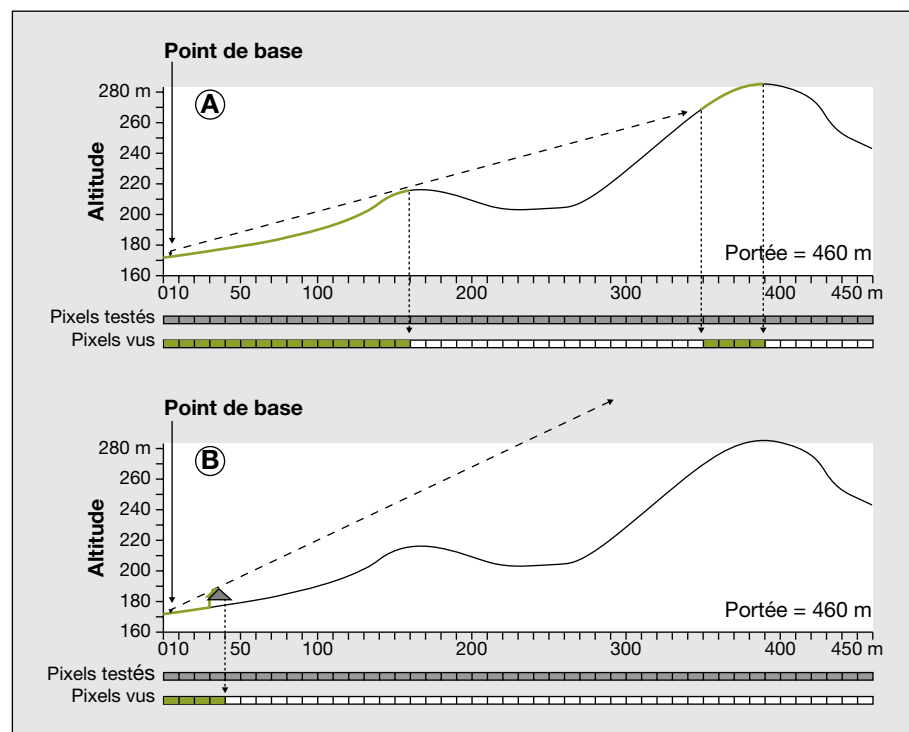 Point de base
A
280 m
260
240
220
200
180
160
Altitude
Portée = 460 m
010 50 100 200 300 400 450 m
Pixels testés
Pixels vus
Point de base
B
280 m
260
240
220
200
180
160
Altitude
Portée = 460 m
010 50 100 200 300 400 450 m
Pixels testés
Pixels vus